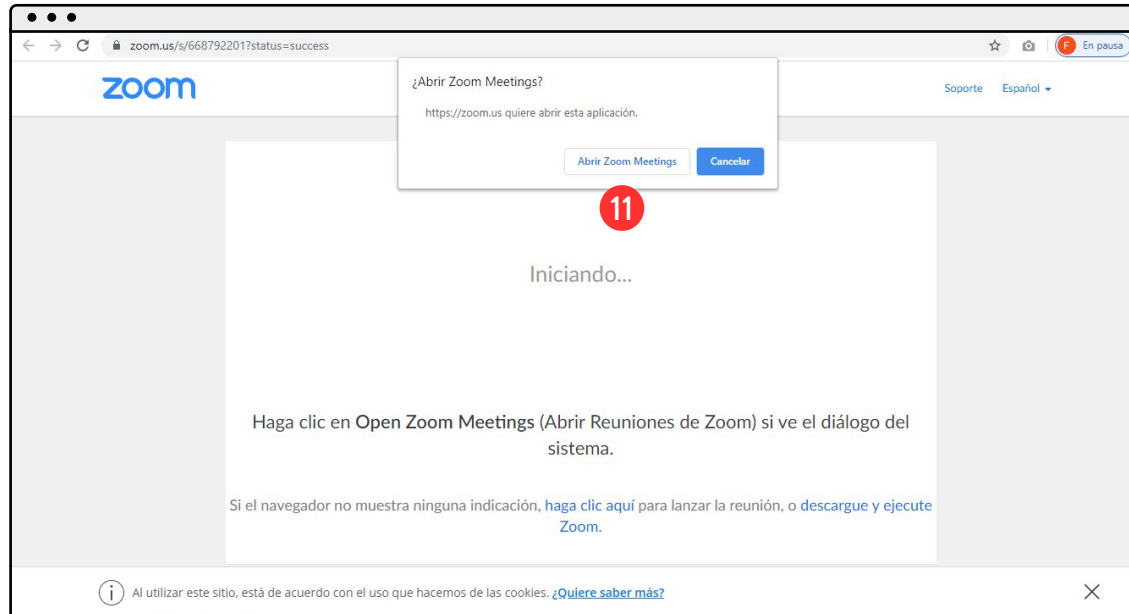 zoom.us/s/668792201?status=success
F En pausa
zoom
Soporte Español
¿Abrir Zoom Meetings?
https://zoom.us quiere abrir esta aplicación.
Abrir Zoom Meetings Cancelar
11
Iniciando...
Haga clic en Open Zoom Meetings (Abrir Reuniones de Zoom) si ve el diálogo del
sistema.
Si el navegador no muestra ninguna indicación, haga clic aquí para lanzar la reunión, o descargue y ejecute
Zoom.
i Al utilizar este sitio, está de acuerdo con el uso que hacemos de las cookies. ¿Quiere saber más?